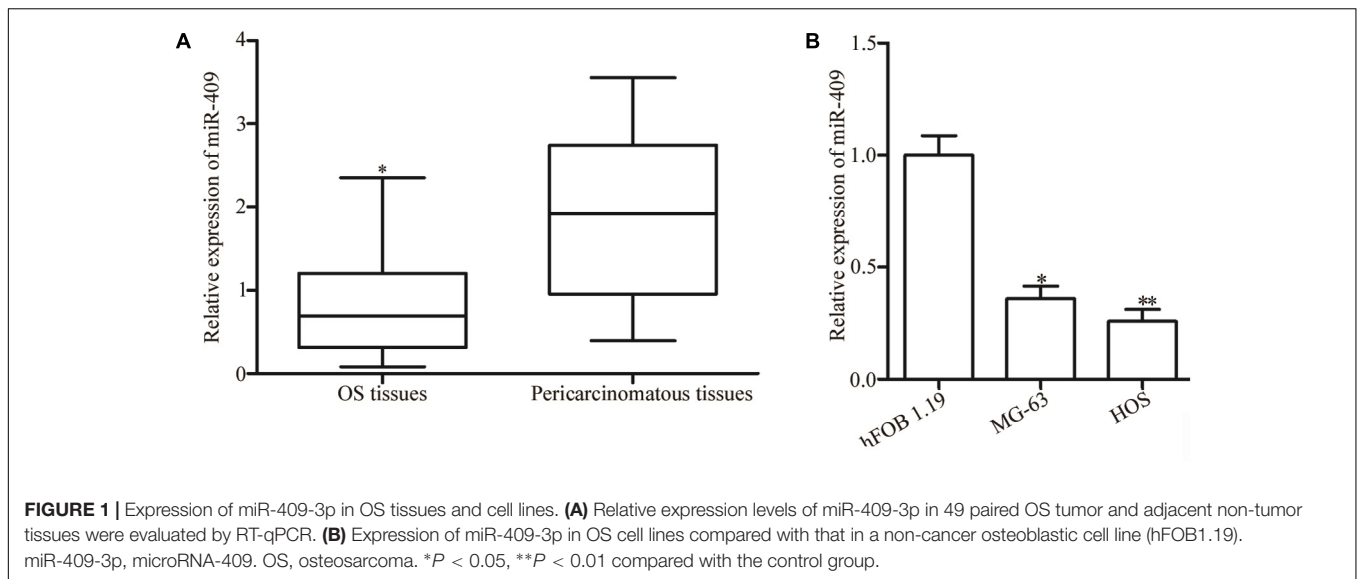 A
Relative expression of miR-409
4
3
2
1
0
*
OS tissues
Pericarcinomatous tissues
B
Relative expression of miR-409
1.5
1.0
0.5
0.0
*
**
hFOB 1.19
MG-63
HOS
FIGURE 1 | Expression of miR-409-3p in OS tissues and cell lines. (A) Relative expression levels of miR-409-3p in 49 paired OS tumor and adjacent non-tumor
tissues were evaluated by RT-qPCR. (B) Expression of miR-409-3p in OS cell lines compared with that in a non-cancer osteoblastic cell line (hFOB1.19).
miR-409-3p, microRNA-409. OS, osteosarcoma. *P < 0.05, **P < 0.01 compared with the control group.